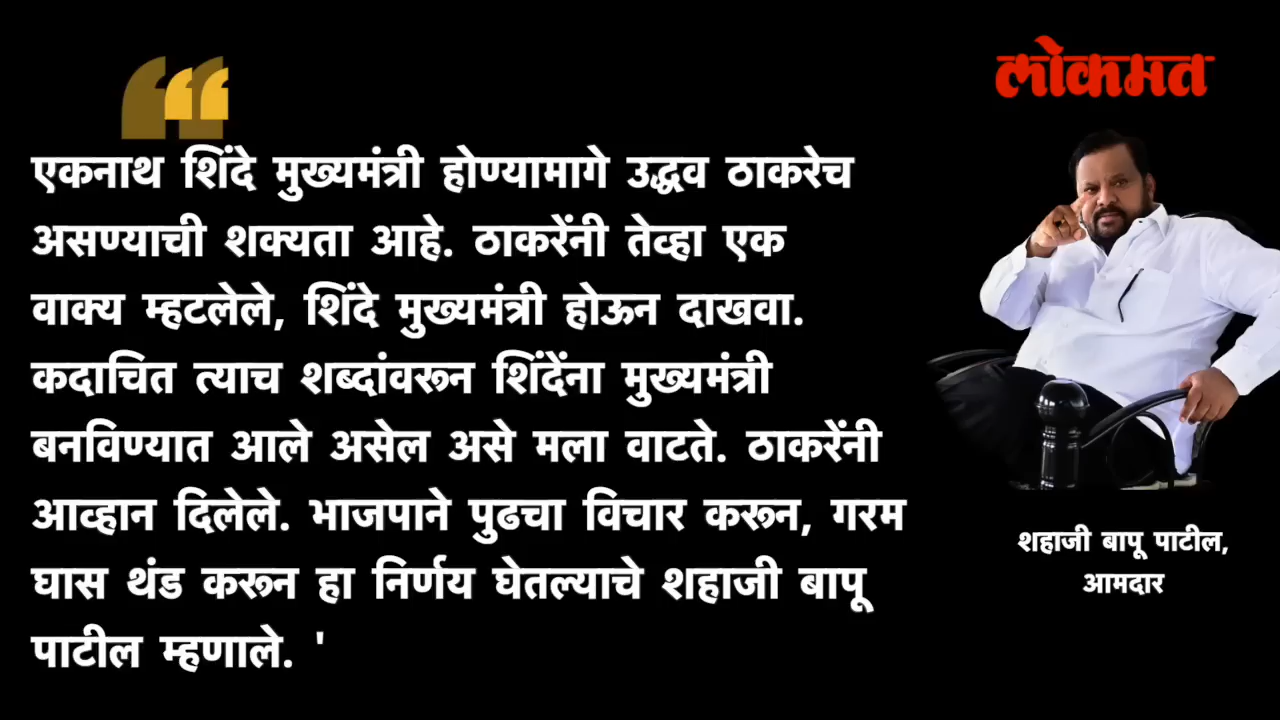 लोकमत
एकनाथ शिंदे मुख्यमंत्री होण्यामागे उद्धव ठाकरेच
असण्याची शक्यता आहे. ठाकरेंनी तेव्हा एक
वाक्य म्हटलेले, शिंदे मुख्यमंत्री होऊन दाखवा.
कदाचित त्याच शब्दांवरून शिंदेंना मुख्यमंत्री
बनविण्यात आले असेल असे मला वाटते. ठाकरेंनी
आव्हान दिलेले. भाजपाने पुढचा विचार करून, गरम
घास थंड करून हा निर्णय घेतल्याचे शहाजी बापू
पाटील म्हणाले. '
शहाजी बापू पाटील,
आमदार